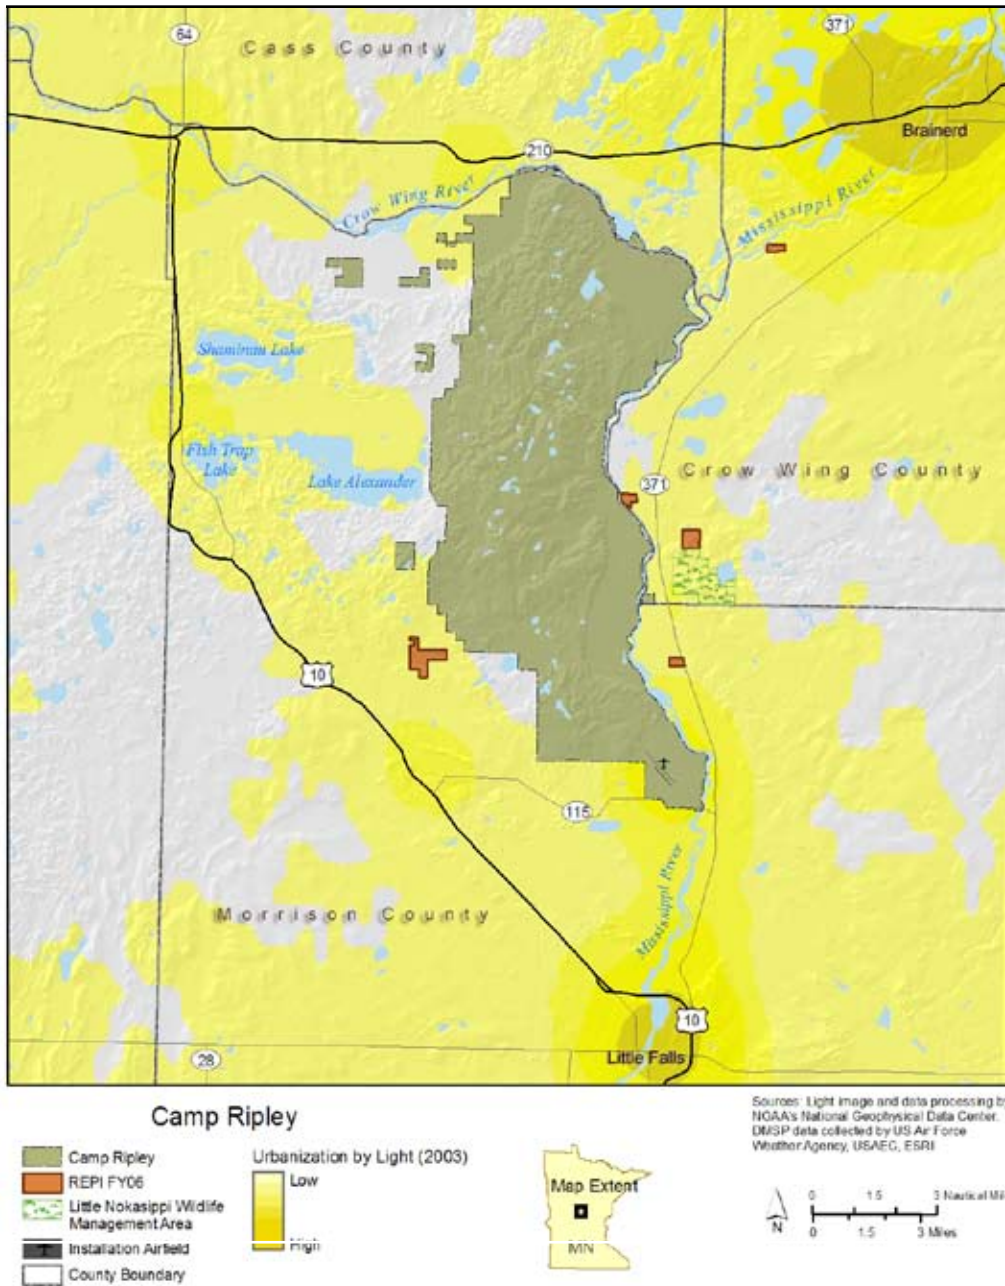 64
371
Cass County
Brainerd
210
Crow Wing River
Mississippi River
Shamineau Lake
Fish Trap
Lake
Lake Alexander
Crow Wing County
371
10
115
Mississippi River
Morrison County
10
Little Falls
28
Camp Ripley
Camp Ripley
REPI FY06
Little Nokasippi Wildlife
Management Area
Installation Airfield
County Boundary
Urbanization by Light (2003)
Low
High
Map Extent
MN
N
0 1.5 3 Nautical Mil
0 1.5 3 Miles
Sources: Light image and data processing by
NOAA's National Geophysical Data Center.
DMSP data collected by US Air Force
Weather Agency, USAEC, ESRI